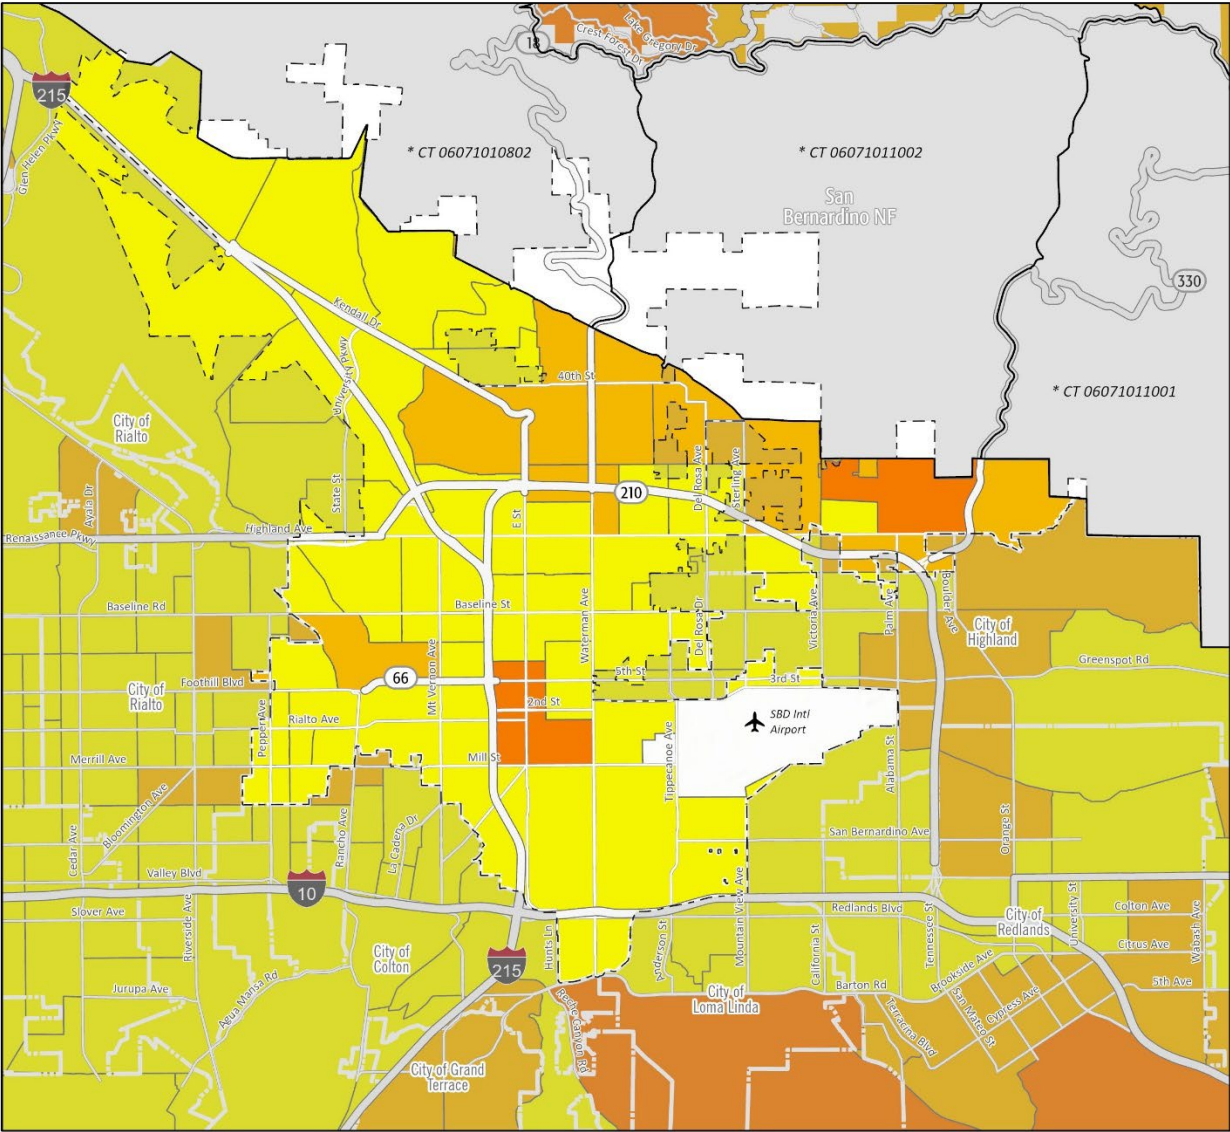 18
Lake Gregory Dr
Crest Forest Dr
215
Glen Helen Pkwy
* CT 06071010802
* CT 06071011002
San
Bernardino NF
330
Kendall Dr
University Pkwy
40th St
* CT 06071011001
City of
Rialto
Ayala Dr
State St
Del Rosa Ave
Sterling Ave
210
E St
Highland Ave
Renaissance Pkwy
Baseline Rd
Baseline St
Waterman Ave
Del Rosa Dr
Victoria Ave
Palm Ave
Boulder Ave
City of
Highland
Mt Vernon Ave
5th St
3rd St
Greenspot Rd
City of
Rialto
Foothill Blvd
66
2nd St
Pepper Ave
Rialto Ave
SBD Intl
Airport
Merrill Ave
Mill St
Tippecanoe Ave
Alabama St
Cedar Ave
Bloomington Ave
Rancho Ave
La Cadena Dr
San Bernardino Ave
Orange St
Valley Blvd
10
Mountain View Ave
Slover Ave
Riverside Ave
Redlands Blvd
Tennessee St
City of
Redlands
University St
Colton Ave
Wabash Ave
Citrus Ave
City of
Colton
215
Hunts Ln
Anderson St
California St
Brookside Ave
5th Ave
Jurupa Ave
Agua Mansa Rd
Reche Canyon Rd
City of
Loma Linda
Barton Rd
Terracina Blvd
San Mateo St
Cypress Ave
City of Grand
Terrace